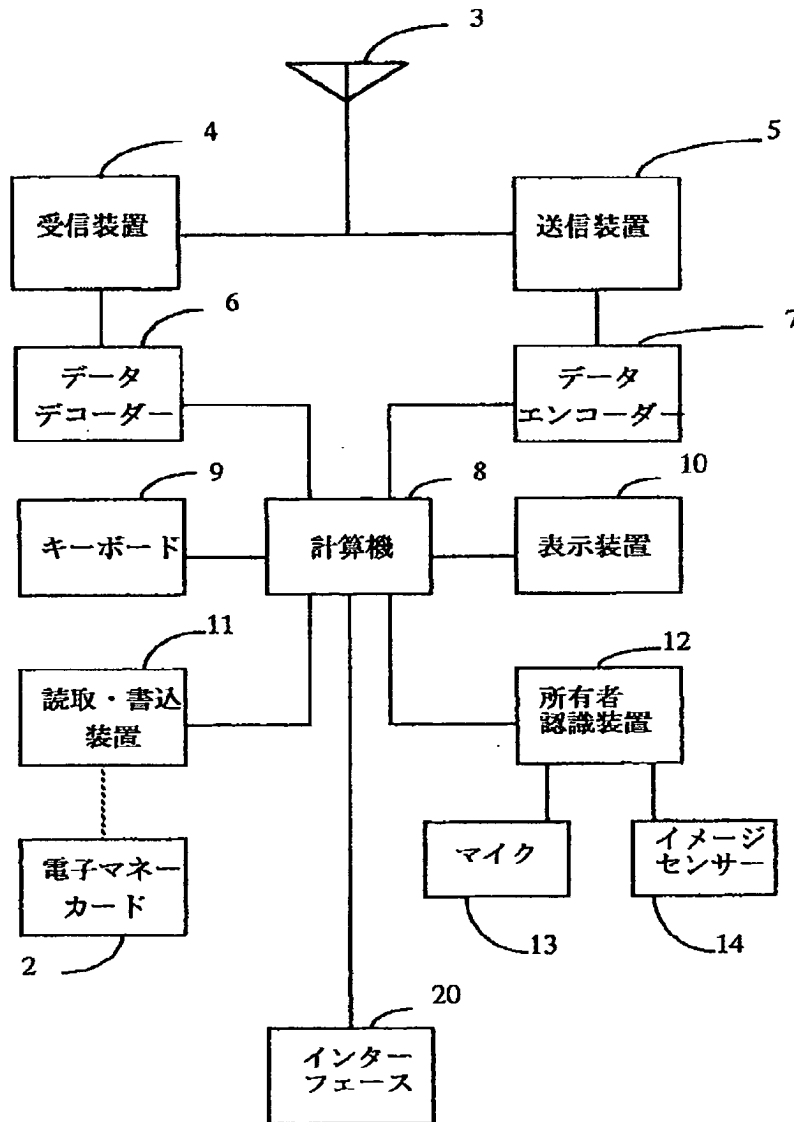 3
4
5
受信装置
送信装置
6
7
データ
デコーダー
データ
エンコーダー
9
8
10
キーボード
計算機
表示装置
11
12
読取・書込
装置
所有者
認識装置
電子マネー
カード
マイク
イメージ
センサー
2
13
14
20
インター
フェース